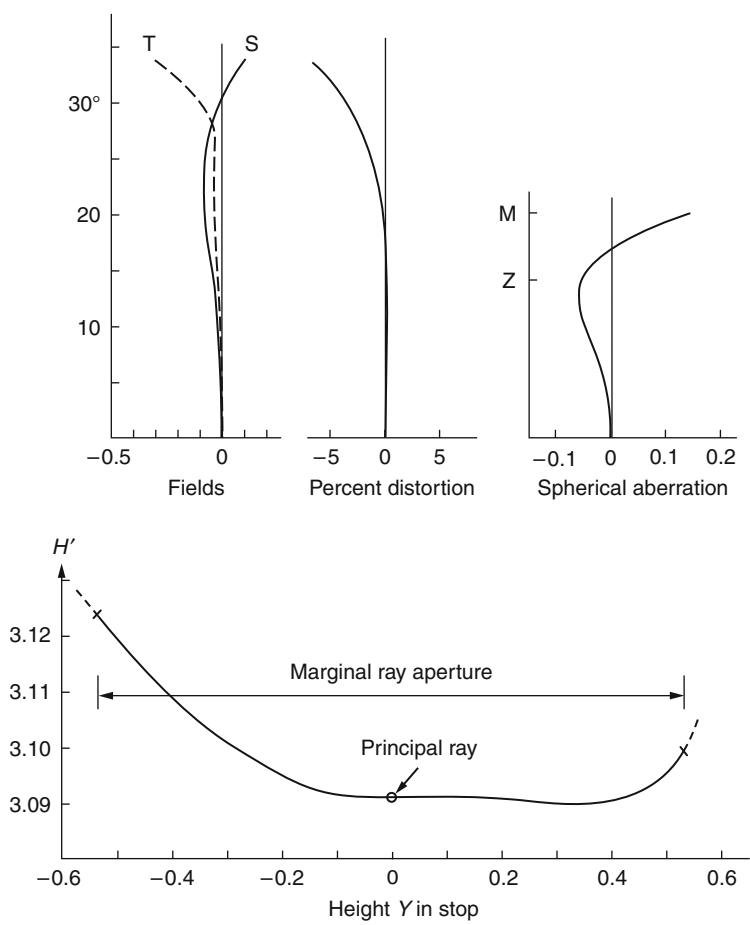 T S
30°
20
10
−0.5 0
Fields
−5 0 5
Percent distortion
M
Z
−0.1 0 0.1 0.2
Spherical aberration
H′
3.12
3.11
3.10
3.09
Marginal ray aperture
Principal ray
−0.6 −0.4 −0.2 0 0.2 0.4 0.6
Height Y in stop